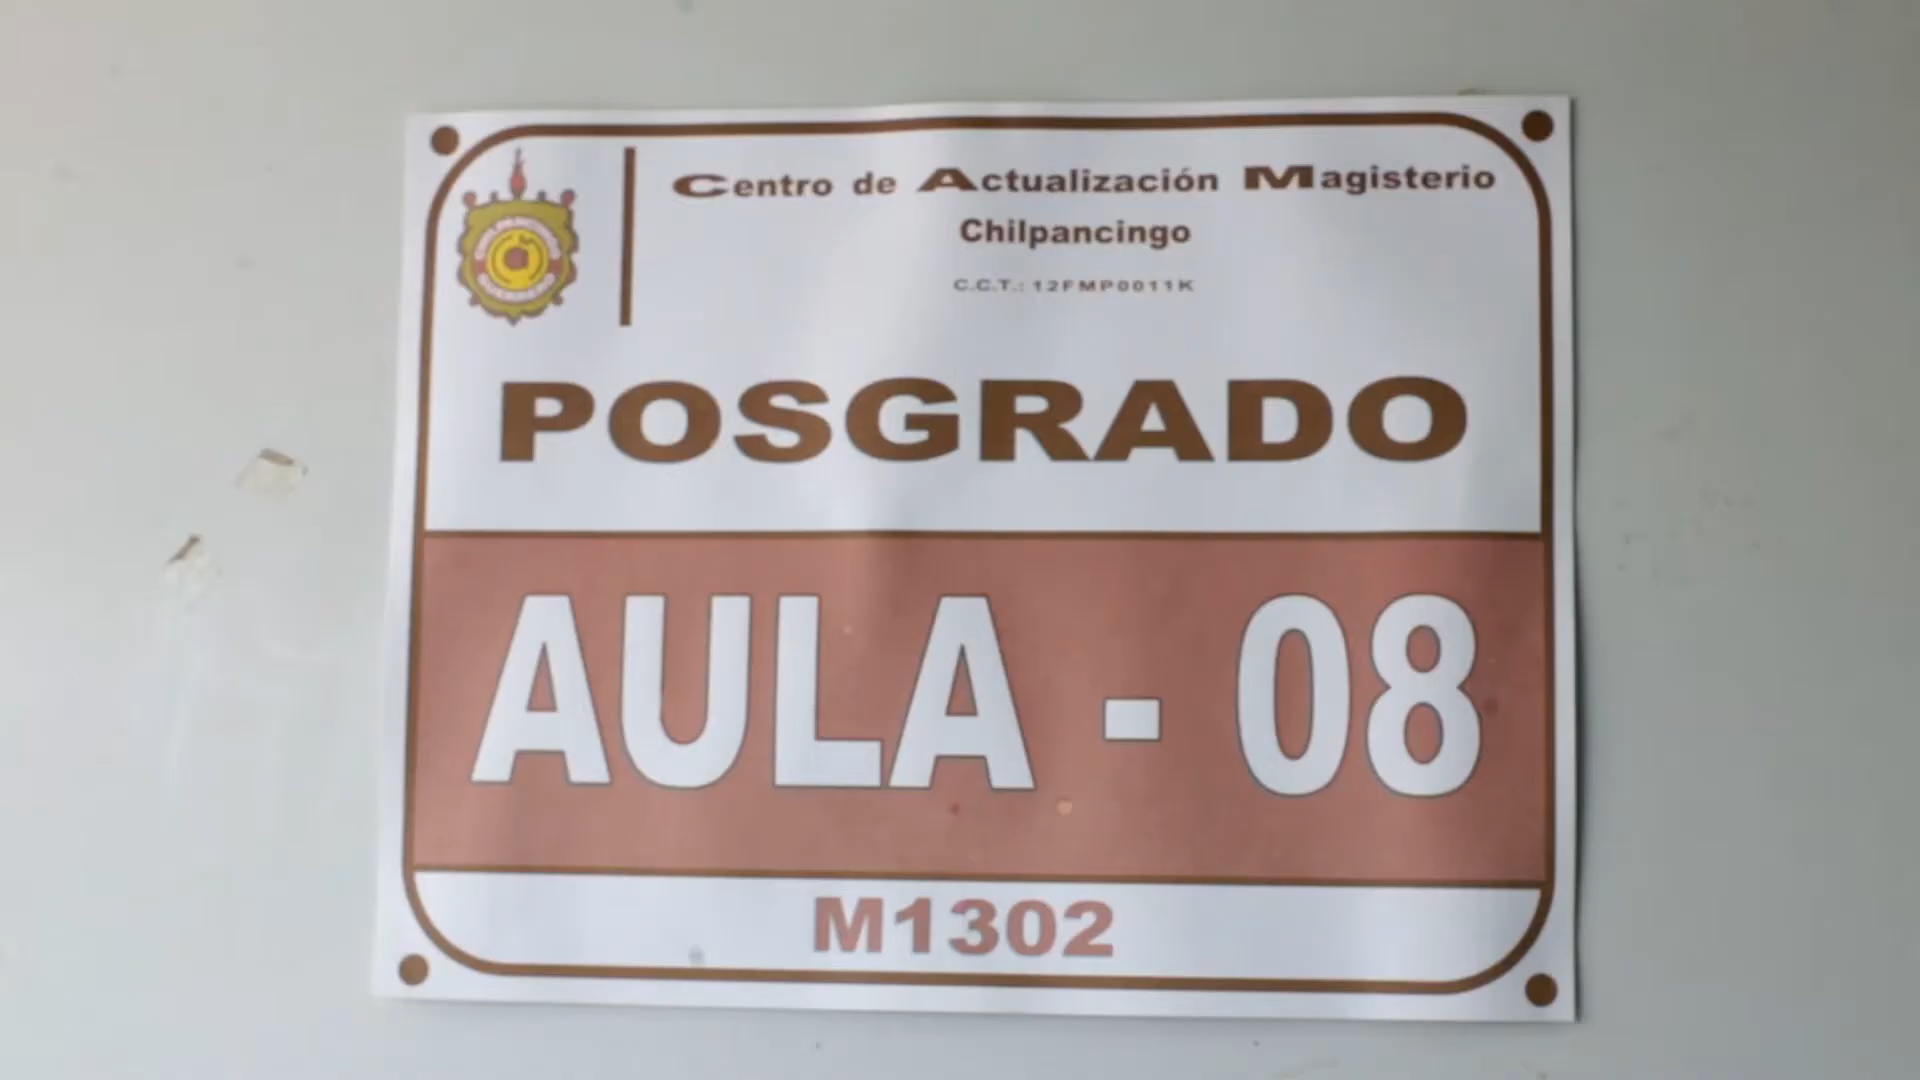 Centro de Actualización Magisterio
Chilpancingo
C.C.T.: 12FMP0011K
POSGRADO
AULA - 08
M1302